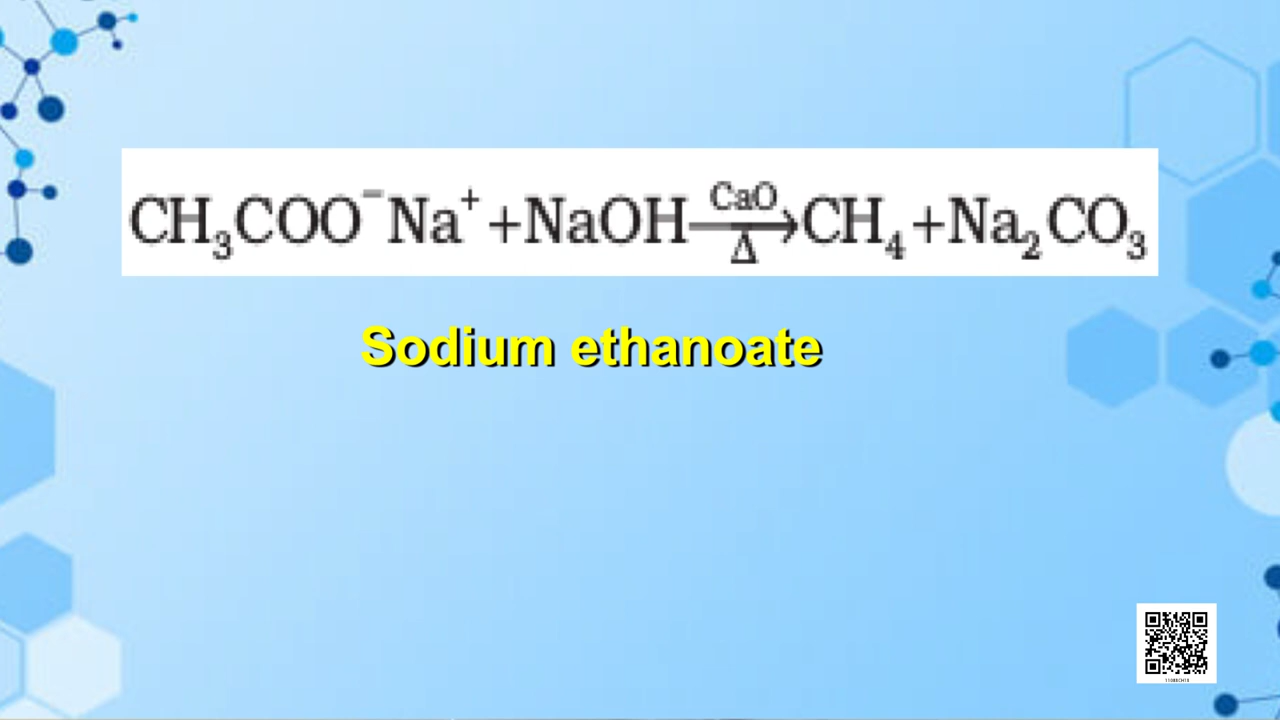 CH₃COO⁻Na⁺+NaOH CaO→Δ CH₄+Na₂CO₃
Sodium ethanoate